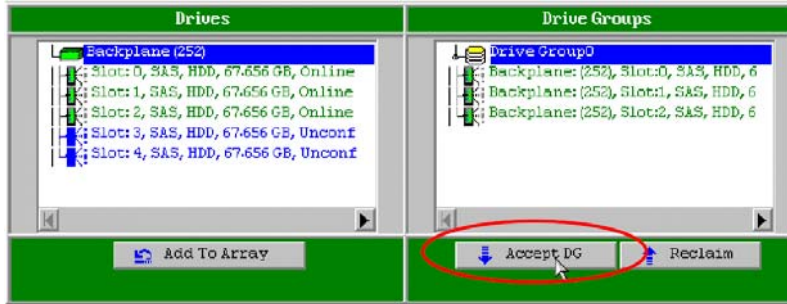 Drives
Backplane (252)
Slot: 0, SAS, HDD, 67.656 GB, Online
Slot: 1, SAS, HDD, 67.656 GB, Online
Slot: 2, SAS, HDD, 67.656 GB, Online
Slot: 3, SAS, HDD, 67.656 GB, Unconf
Slot: 4, SAS, HDD, 67.656 GB, Unconf
Add To Array
Drive Groups
Drive Group0
Backplane: (252), Slot:0, SAS, HDD, 6
Backplane: (252), Slot:1, SAS, HDD, 6
Backplane: (252), Slot:2, SAS, HDD, 6
Accept DG
Reclaim